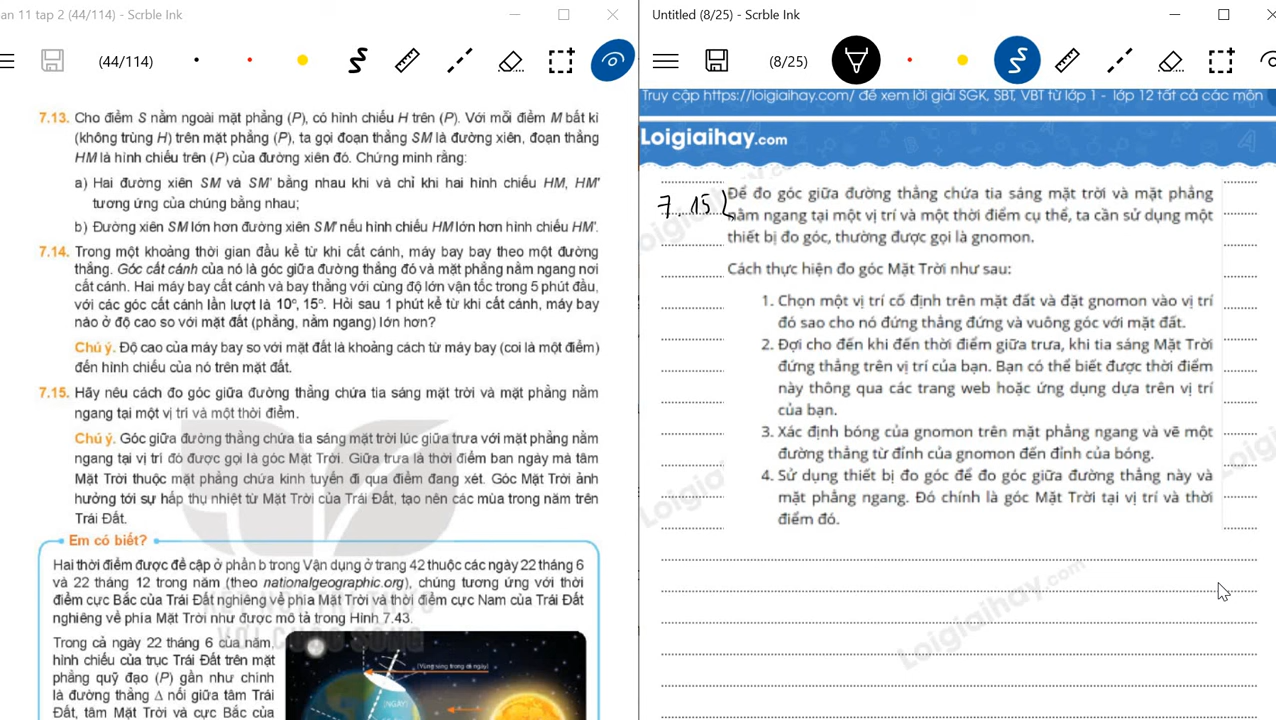 an 11 tap 2 (44/114) - Scrble Ink
(44/114)
7.13. Cho điểm S nằm ngoài mặt phẳng (P), có hình chiếu H trên (P). Với mỗi điểm M bất kì
(không trùng H) trên mặt phẳng (P), ta gọi đoạn thẳng SM là đường xiên, đoạn thẳng
HM là hình chiếu trên (P) của đường xiên đó. Chứng minh rằng:
a) Hai đường xiên SM và SM' bằng nhau khi và chỉ khi hai hình chiếu HM, HM'
tương ứng của chúng bằng nhau;
b) Đường xiên SM lớn hơn đường xiên SM' nếu hình chiếu HM lớn hơn hình chiếu HM'.
7.14. Trong một khoảng thời gian đầu kể từ khi cất cánh, máy bay bay theo một đường
thẳng. Góc cất cánh của nó là góc giữa đường thẳng đó và mặt phẳng nằm ngang nơi
cất cánh. Hai máy bay cất cánh và bay thẳng với cùng độ lớn vận tốc trong 5 phút đầu,
với các góc cất cánh lần lượt là 10°, 15°. Hỏi sau 1 phút kể từ khi cất cánh, máy bay
nào ở độ cao so với mặt đất (phẳng, nằm ngang) lớn hơn?
Chú ý. Độ cao của máy bay so với mặt đất là khoảng cách từ máy bay (coi là một điểm)
đến hình chiếu của nó trên mặt đất.
7.15. Hãy nêu cách đo góc giữa đường thẳng chứa tia sáng mặt trời và mặt phẳng nằm
ngang tại một vị trí và một thời điểm.
Chú ý. Góc giữa đường thẳng chứa tia sáng mặt trời lúc giữa trưa với mặt phẳng nằm
ngang tại vị trí đó được gọi là góc Mặt Trời. Giữa trưa là thời điểm ban ngày mà tâm
Mặt Trời thuộc mặt phẳng chứa kinh tuyến đi qua điểm đang xét. Góc Mặt Trời ảnh
hưởng tới sự hấp thụ nhiệt từ Mặt Trời của Trái Đất, tạo nên các mùa trong năm trên
Trái Đất.
Em có biết?
Hai thời điểm được đề cập ở phần b trong Vận dụng ở trang 42 thuộc các ngày 22 tháng 6
và 22 tháng 12 trong năm (theo nationalgeographic.org), chúng tương ứng với thời
điểm cực Bắc của Trái Đất nghiêng về phía Mặt Trời và thời điểm cực Nam của Trái Đất
nghiêng về phía Mặt Trời như được mô tả trong Hình 7.43.
KẾT NỐI TRI THỨC
VỚI CUỘC SỐNG
Trong cả ngày 22 tháng 6 của năm,
hình chiếu của trục Trái Đất trên mặt
phẳng quỹ đạo (P) gần như chính
là đường thẳng Δ nối giữa tâm Trái
Đất, tâm Mặt Trời và cực Bắc của
(Vùng sáng trong cả ngày)
(NGÀY)
Untitled (8/25) - Scrble Ink
(8/25)
Truy cập https://loigiaihay.com/ để xem lời giải SGK, SBT, VBT từ lớp 1 - lớp 12 tất cả các môn
Loigiaihay.com
7.15
Để đo góc giữa đường thẳng chứa tia sáng mặt trời và mặt phẳng
nằm ngang tại một vị trí và một thời điểm cụ thể, ta cần sử dụng một
thiết bị đo góc, thường được gọi là gnomon.
Cách thực hiện đo góc Mặt Trời như sau:
1. Chọn một vị trí cố định trên mặt đất và đặt gnomon vào vị trí
đó sao cho nó đứng thẳng đứng và vuông góc với mặt đất.
2. Đợi cho đến khi đến thời điểm giữa trưa, khi tia sáng Mặt Trời
đứng thẳng trên vị trí của bạn. Bạn có thể biết được thời điểm
này thông qua các trang web hoặc ứng dụng dựa trên vị trí
của bạn.
3. Xác định bóng của gnomon trên mặt phẳng ngang và vẽ một
đường thẳng từ đỉnh của gnomon đến đỉnh của bóng.
4. Sử dụng thiết bị đo góc để đo góc giữa đường thẳng này và
mặt phẳng ngang. Đó chính là góc Mặt Trời tại vị trí và thời
điểm đó.
Loigiaihay.com